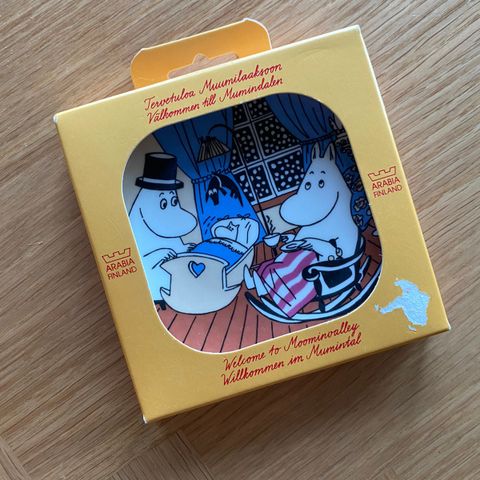 Tervetuloa Muumilaaksoon
Välkommen till Mumindalen
ARABIA
FINLAND
ARABIA
FINLAND
Welcome to Moominvalley
Willkommen im Mumintal